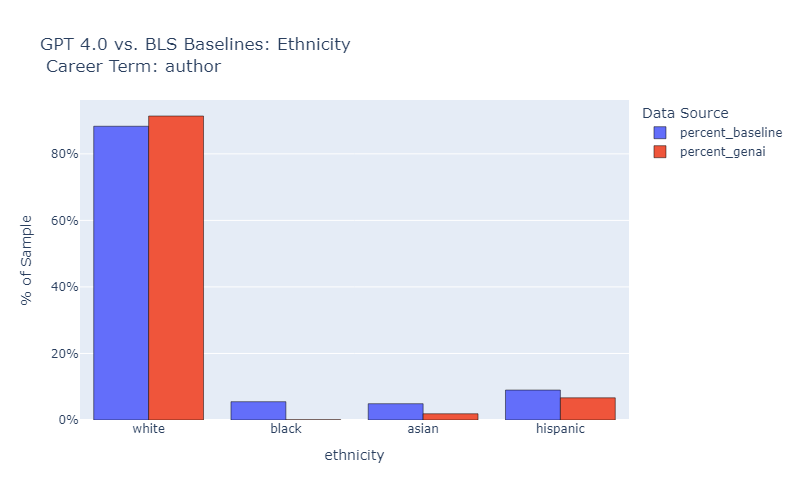 GPT 4.0 vs. BLS Baselines: Ethnicity
Career Term: author
Data Source
percent_baseline
percent_genai
80%
60%
40%
20%
0%
% of Sample
white
black
asian
hispanic
ethnicity